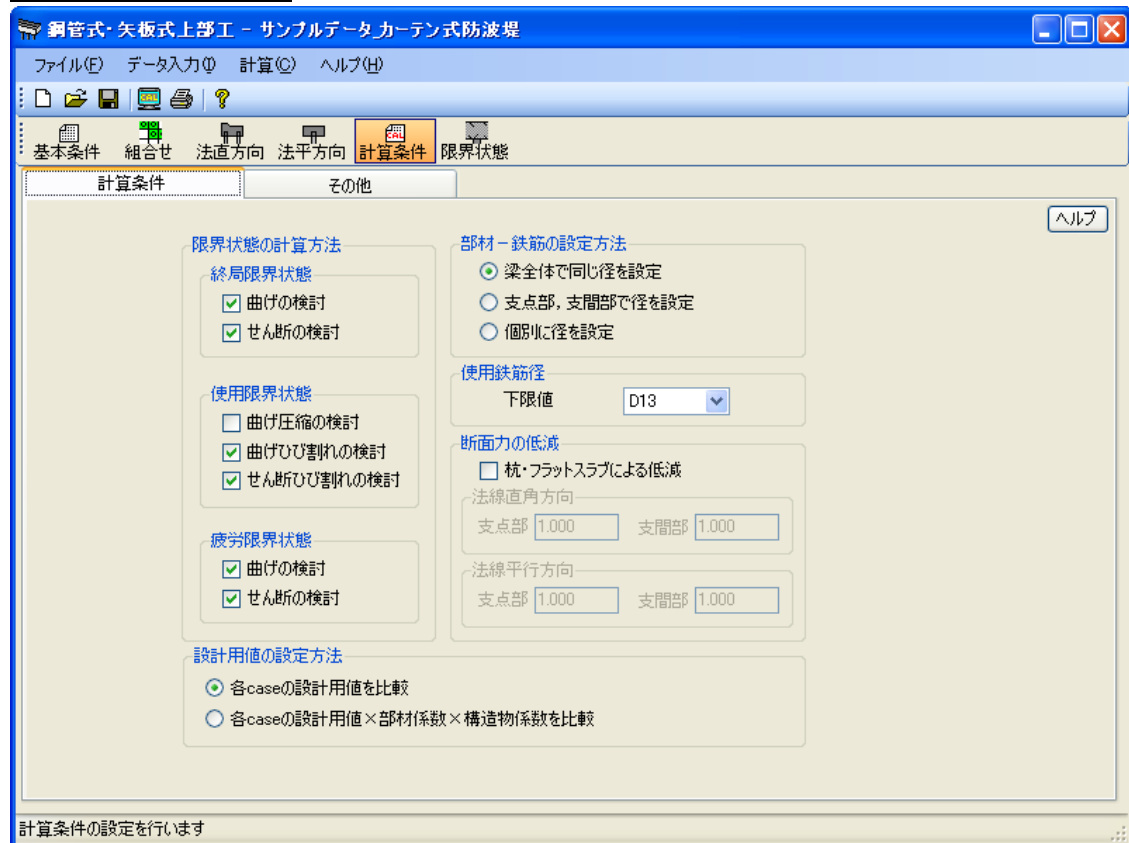 鋼管式・矢板式上部工 - サンプルデータ_カーテン式防波堤
ファイル(F) データ入力(I) 計算(C) ヘルプ(H)
基本条件 組合せ 法直方向 法平方向 計算条件 限界状態
計算条件 その他
ヘルプ
限界状態の計算方法
終局限界状態
曲げの検討
せん断の検討
使用限界状態
曲げ圧縮の検討
曲げひび割れの検討
せん断ひび割れの検討
疲労限界状態
曲げの検討
せん断の検討
部材-鉄筋の設定方法
梁全体で同じ径を設定
支点部,支間部で径を設定
個別に径を設定
使用鉄筋径
下限値 D13
断面力の低減
杭・フラットスラブによる低減
法線直角方向
支点部 1.000 支間部 1.000
法線平行方向
支点部 1.000 支間部 1.000
設計用値の設定方法
各caseの設計用値を比較
各caseの設計用値×部材係数×構造物係数を比較
計算条件の設定を行います